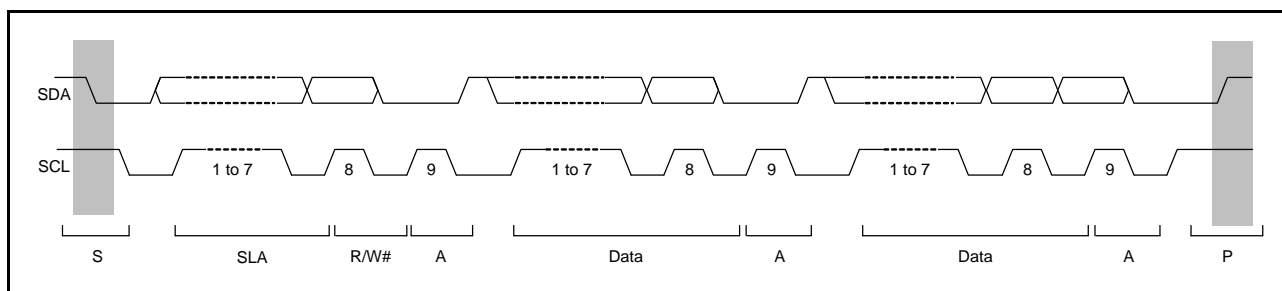 SDA
SCL
1 to 7 8 9 1 to 7 8 9 1 to 7 8 9
S SLA R/W# A Data A Data A P